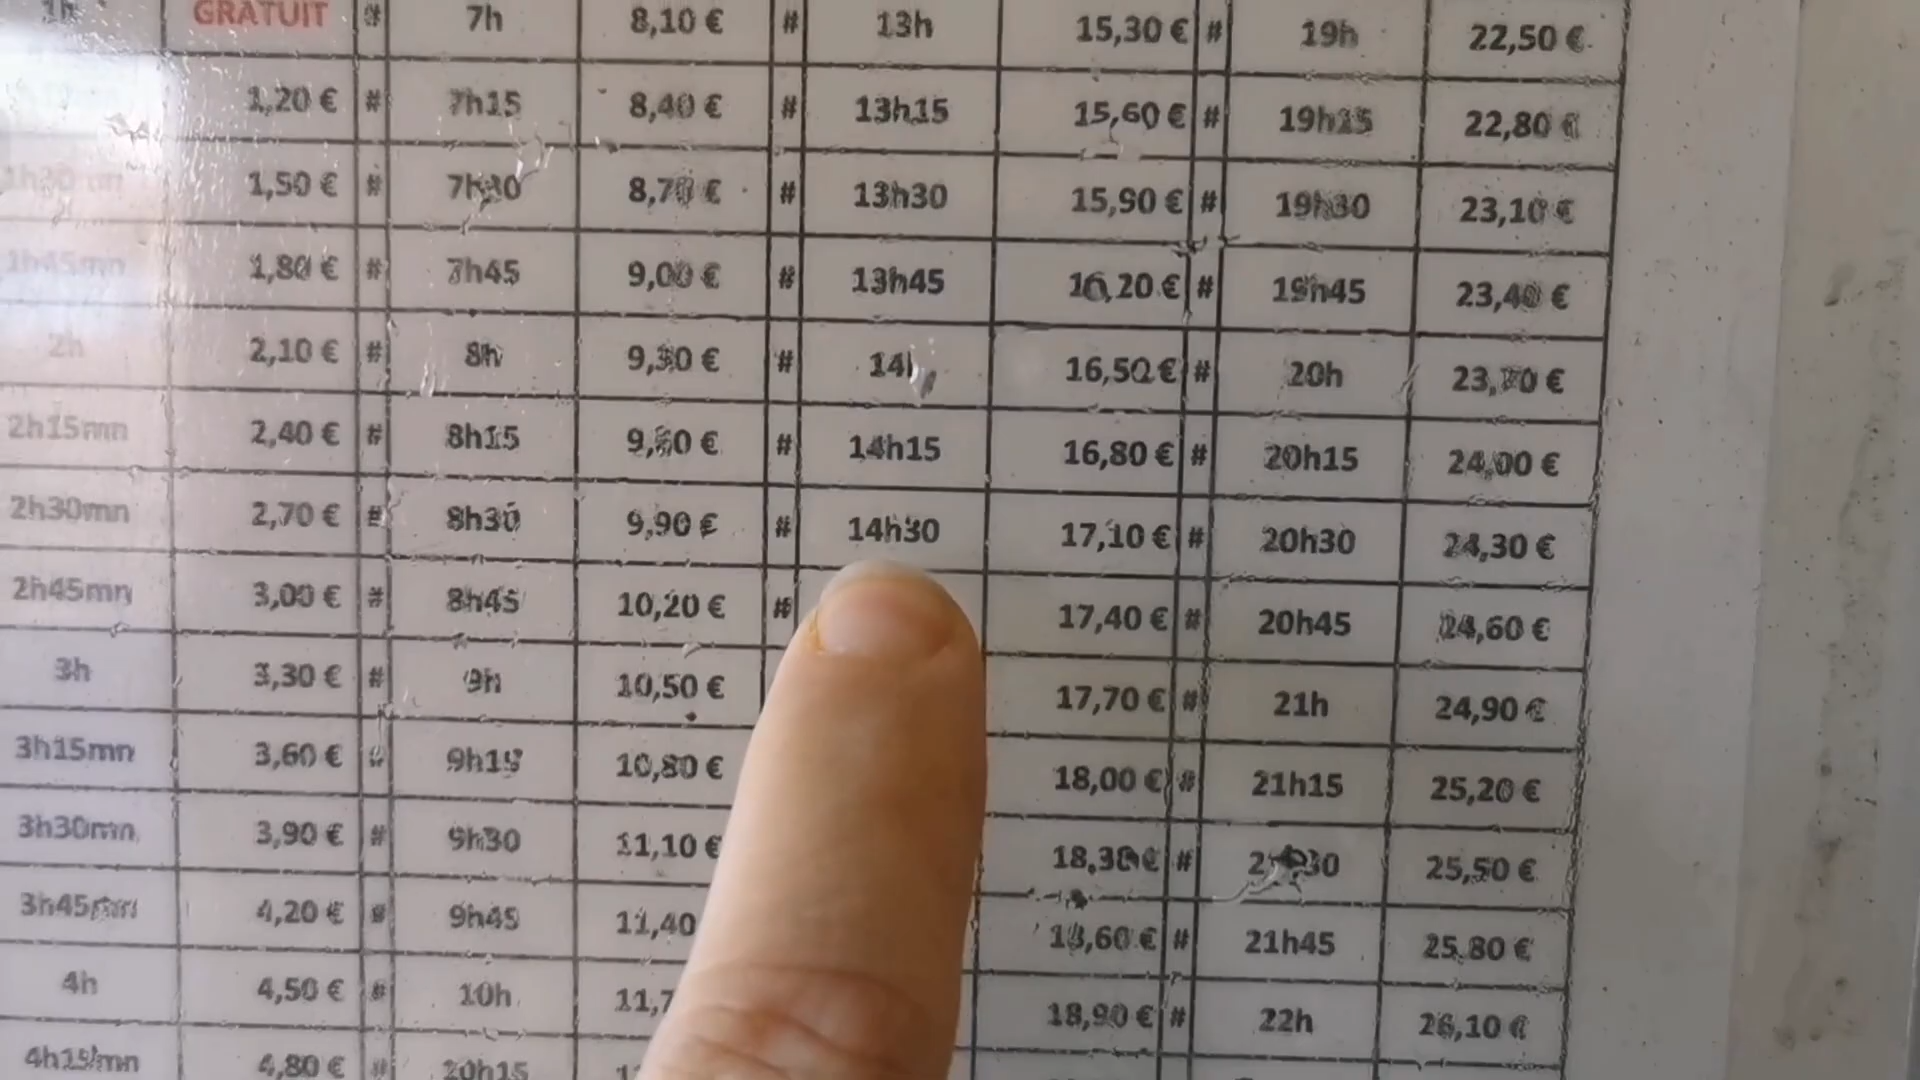 1h GRATUIT # 7h 8,10 € # 13h 15,30 € # 19h 22,50 €
1,20 € # 7h15 8,40 € # 13h15 15,60 € # 19h15 22,80 €
1h30 1,50 € # 7h30 8,70 € # 13h30 15,90 € # 19h30 23,10 €
1h45mn 1,80 € # 7h45 9,00 € # 13h45 16,20 € # 19h45 23,40 €
2h 2,10 € # 8h 9,30 € # 14h 16,50 € # 20h 23,70 €
2h15mn 2,40 € # 8h15 9,60 € # 14h15 16,80 € # 20h15 24,00 €
2h30mn 2,70 € # 8h30 9,90 € # 14h30 17,10 € # 20h30 24,30 €
2h45mn 3,00 € # 8h45 10,20 € # 17,40 € # 20h45 24,60 €
3h 3,30 € # 9h 10,50 € 17,70 € # 21h 24,90 €
3h15mn 3,60 € # 9h15 10,80 € 18,00 € # 21h15 25,20 €
3h30mn 3,90 € # 9h30 11,10 € 18,30 € # 21h30 25,50 €
3h45mn 4,20 € # 9h45 11,40 18,60 € # 21h45 25,80 €
4h 4,50 € # 10h 11,7 18,90 € # 22h 26,10 €
4h15mn 4,80 € # 10h15